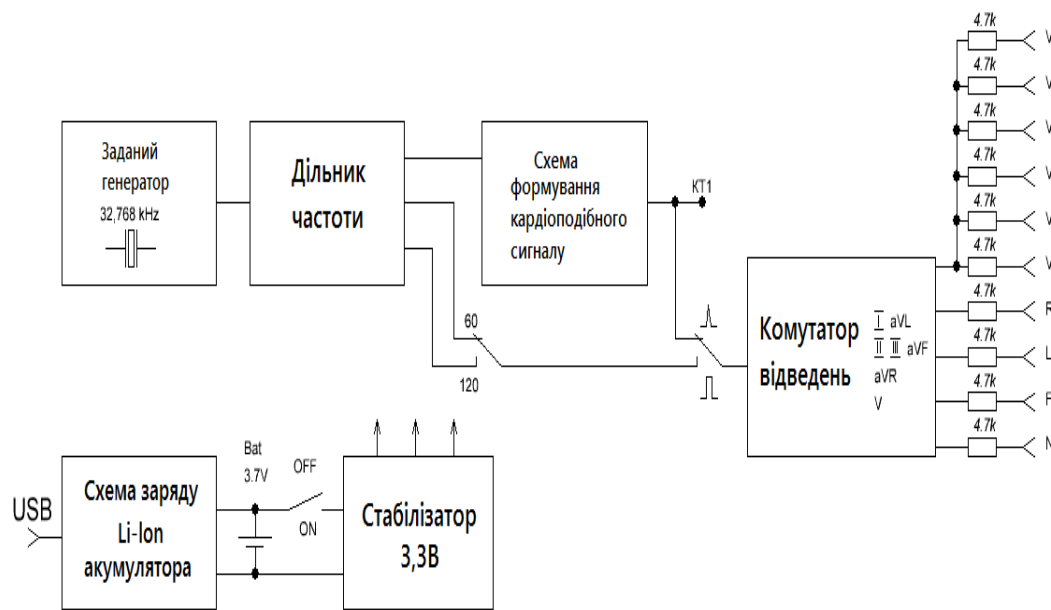 Заданий
генератор
32,768 kHz
Дільник
частоти
Схема
формування
кардіоподібного
сигналу
КТ1
60
120
Комутатор
відведень
I aVL
II III aVF
aVR
V
4.7k
V
4.7k
V
4.7k
V
4.7k
V
4.7k
V
4.7k
V
4.7k
R
4.7k
L
4.7k
F
4.7k
N
USB
Схема заряду
Li-Ion
акумулятора
Bat
3.7V
OFF
ON
Стабілізатор
3,3В